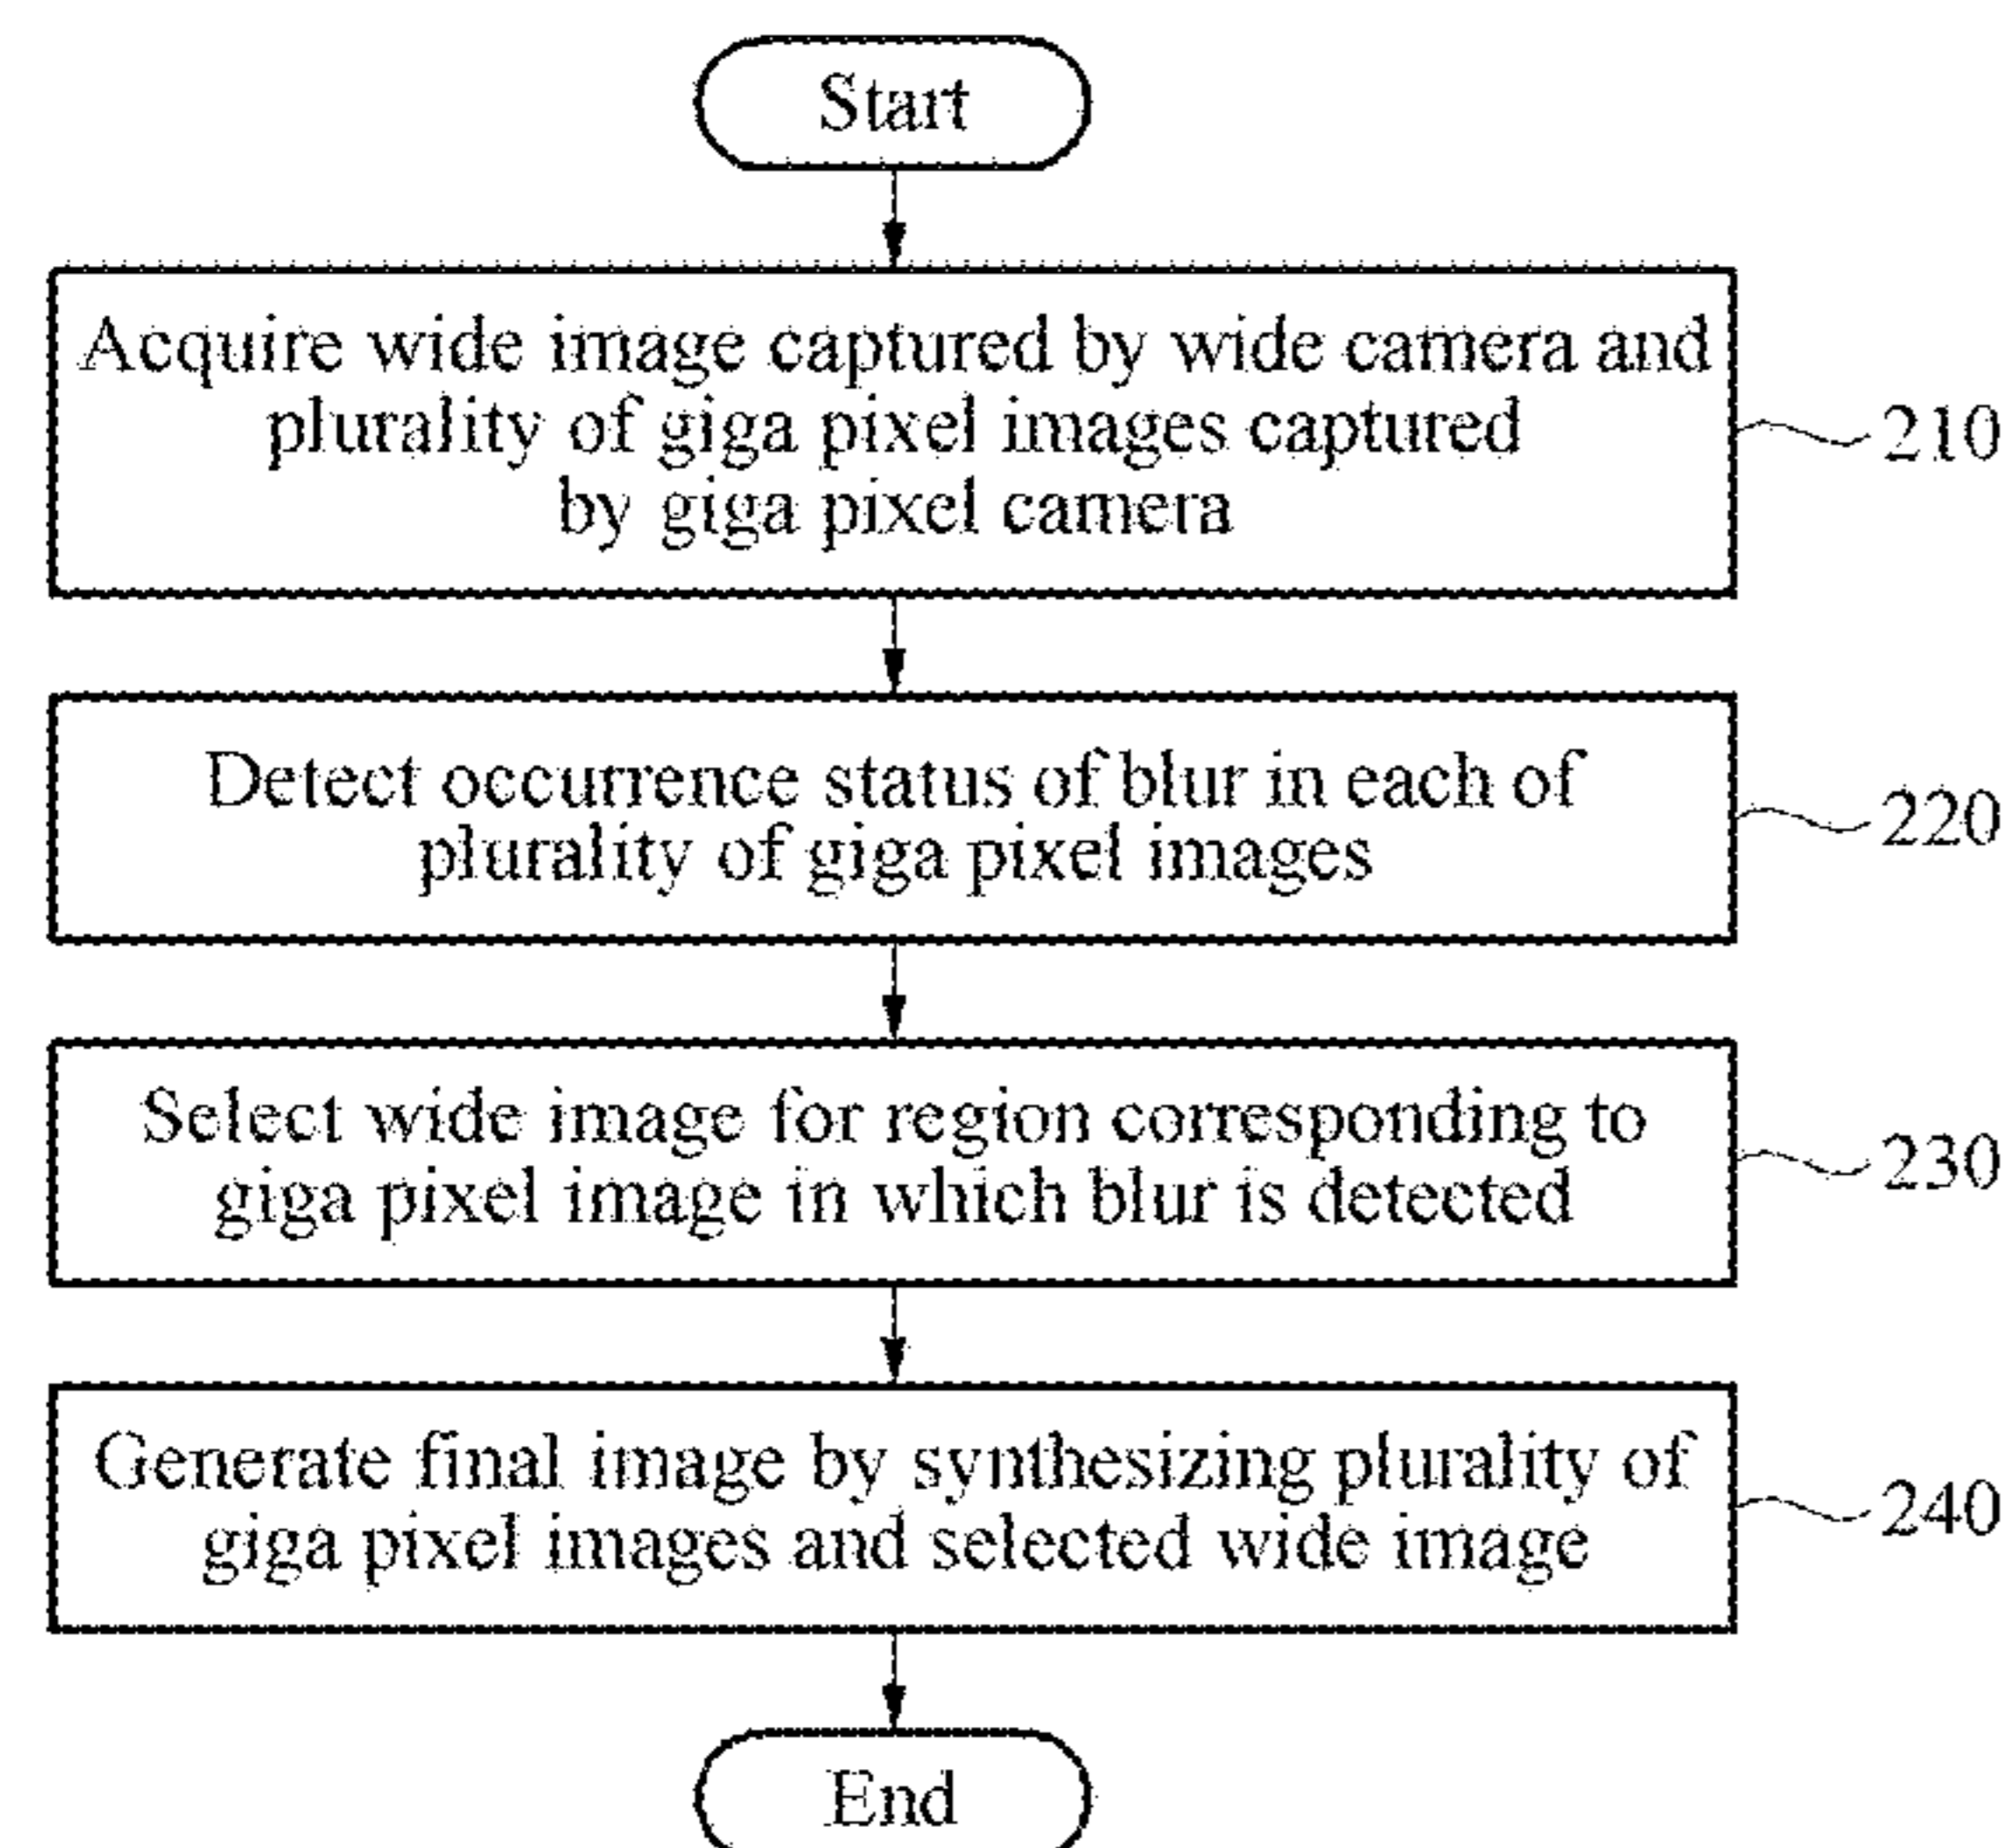 Start
Acquire wide image captured by wide camera and
plurality of giga pixel images captured
by giga pixel camera
210
Detect occurrence status of blur in each of
plurality of giga pixel images
220
Select wide image for region corresponding to
giga pixel image in which blur is detected
230
Generate final image by synthesizing plurality of
giga pixel images and selected wide image
240
End